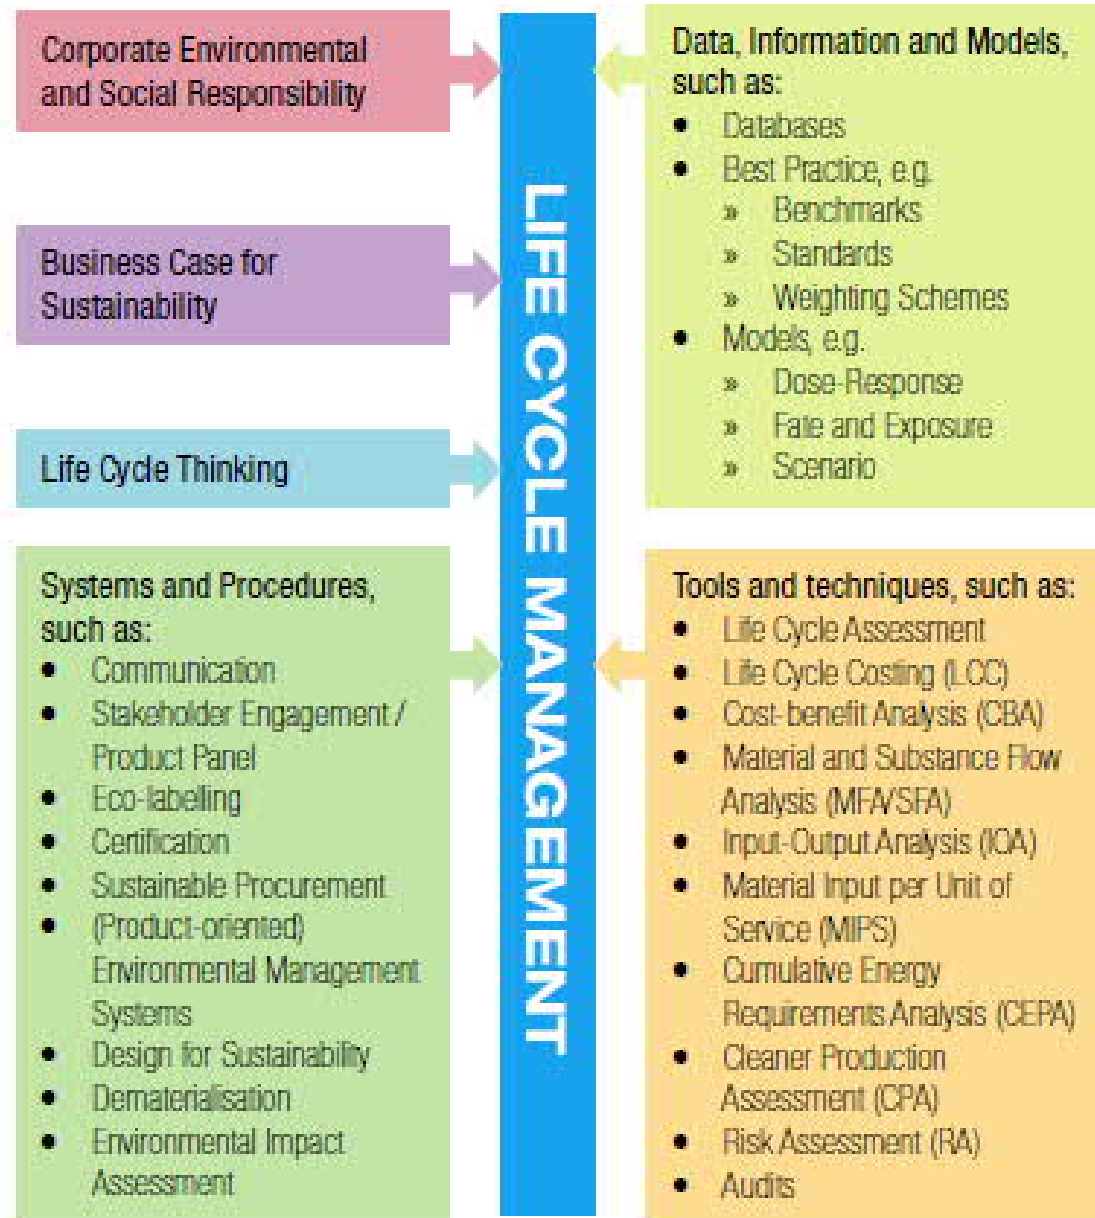 Corporate Environmental
and Social Responsibility
Business Case for
Sustainability
Life Cycle Thinking
Systems and Procedures,
such as:
• Communication
• Stakeholder Engagement /
Product Panel
• Eco-labelling
• Certification
• Sustainable Procurement
• (Product-oriented)
Environmental Management
Systems
• Design for Sustainability
• Dematerialisation
• Environmental Impact
Assessment
LIFE CYCLE MANAGEMENT
Data, Information and Models,
such as:
• Databases
• Best Practice, e.g.
» Benchmarks
» Standards
» Weighting Schemes
• Models, e.g.
» Dose-Response
» Fate and Exposure
» Scenario
Tools and techniques, such as:
• Life Cycle Assessment
• Life Cycle Costing (LCC)
• Cost-benefit Analysis (CBA)
• Material and Substance Flow
Analysis (MFA/SFA)
• Input-Output Analysis (IOA)
• Material Input per Unit of
Service (MIPS)
• Cumulative Energy
Requirements Analysis (CEPA)
• Cleaner Production
Assessment (CPA)
• Risk Assessment (RA)
• Audits